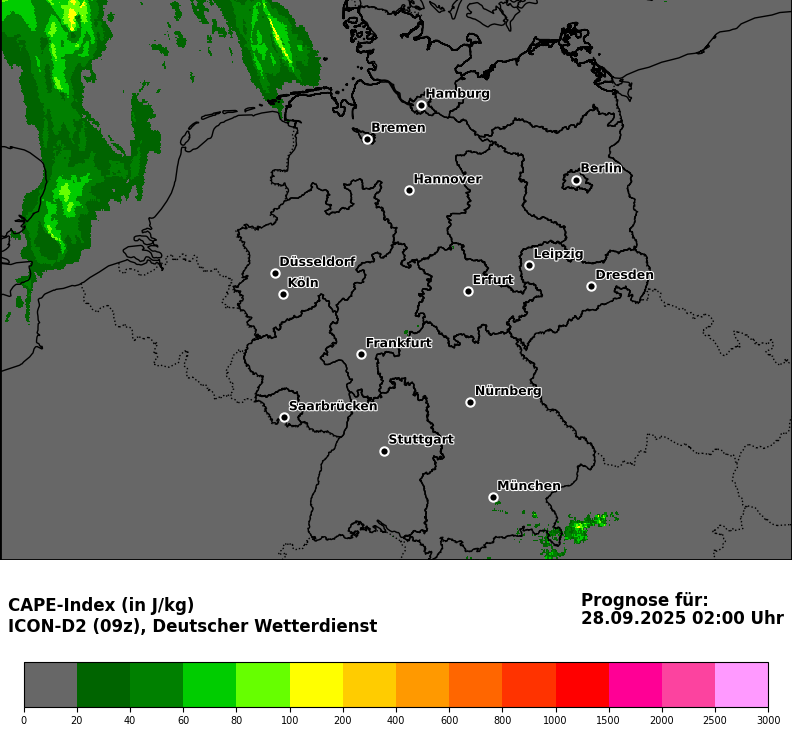 Hamburg
Bremen
Berlin
Hannover
Leipzig
Düsseldorf
Dresden
Köln
Erfurt
Frankfurt
Nürnberg
Saarbrücken
Stuttgart
München
CAPE-Index (in J/kg)
ICON-D2 (09z), Deutscher Wetterdienst
Prognose für:
28.09.2025 02:00 Uhr
0 20 40 60 80 100 200 400 600 800 1000 1500 2000 2500 3000